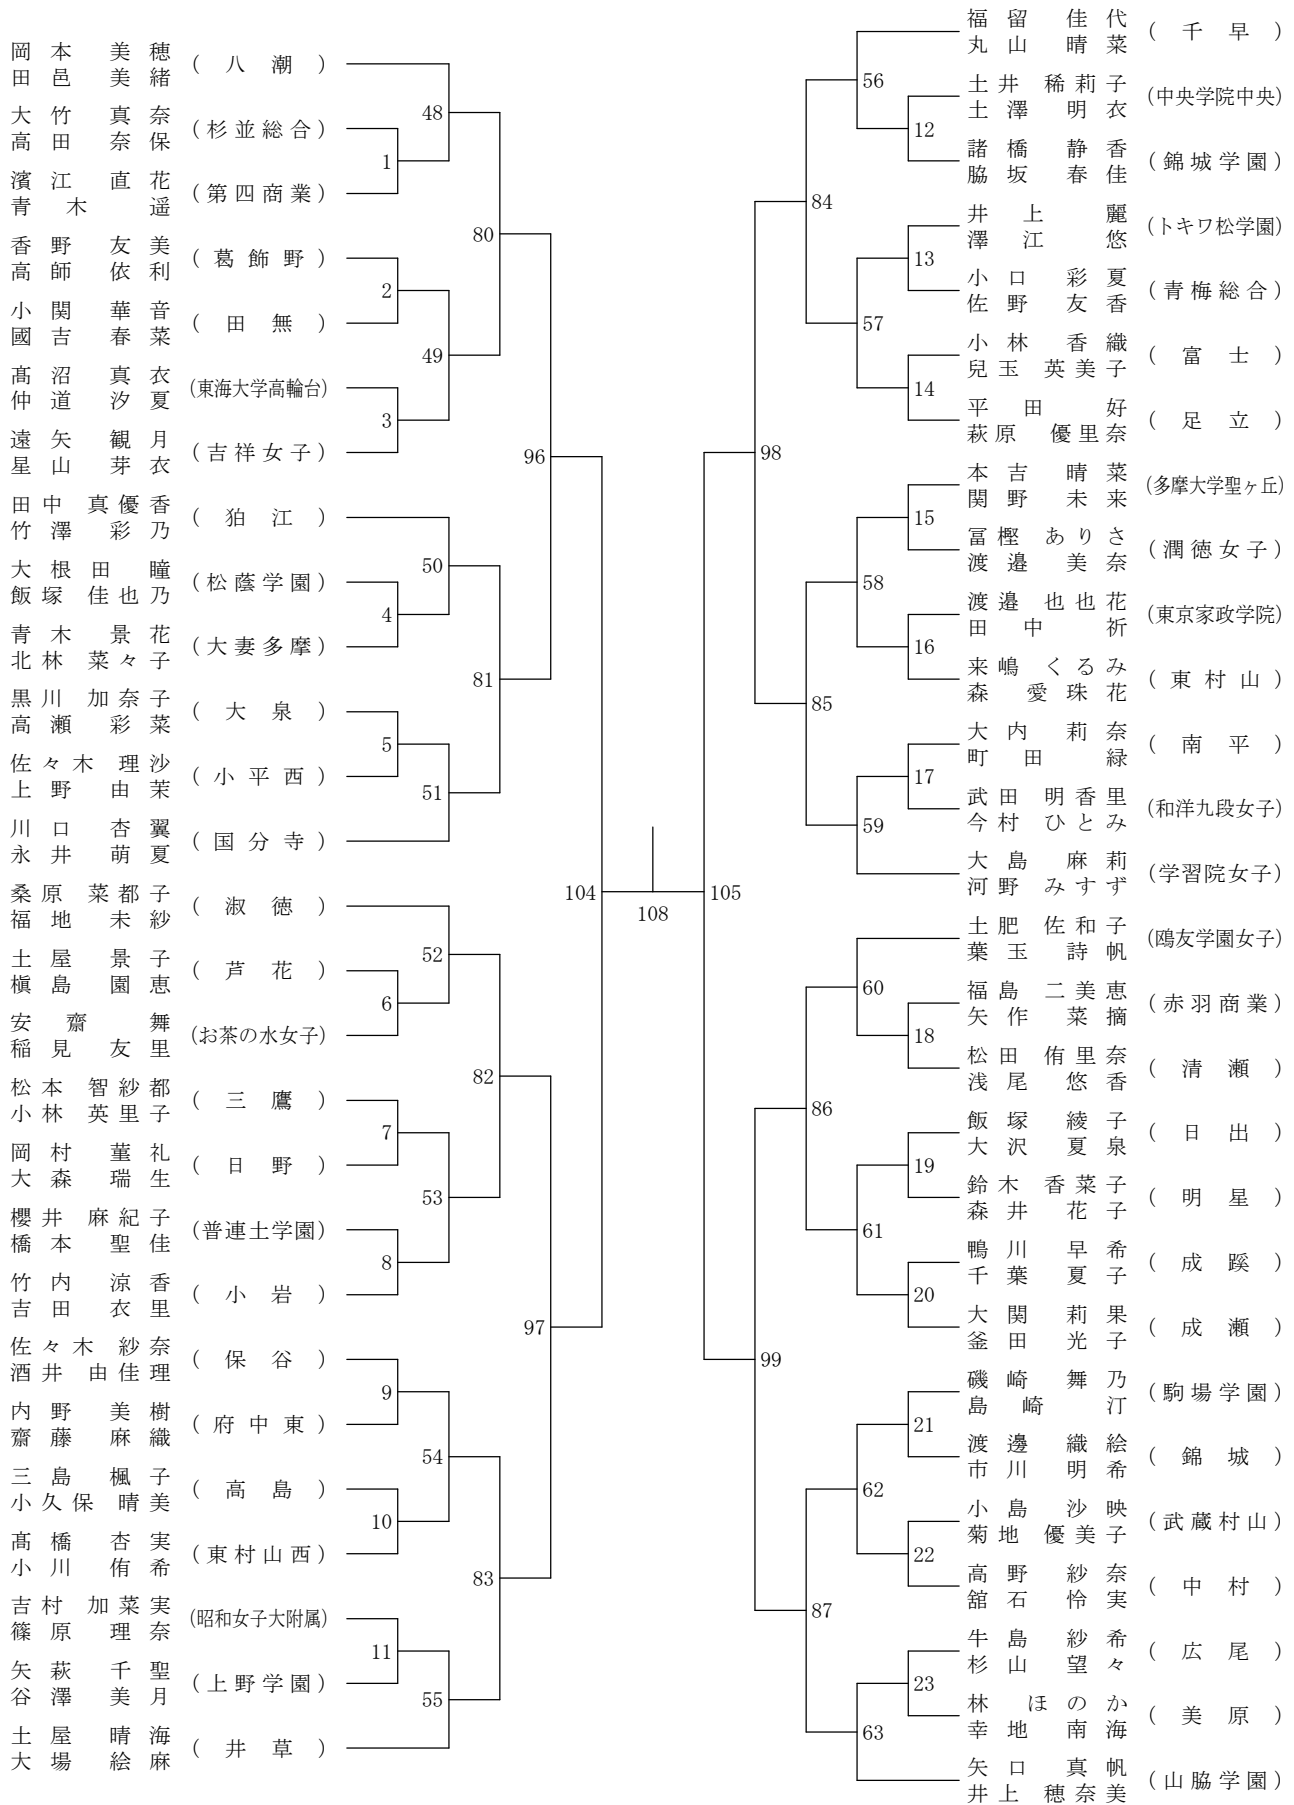 岡本 美穂
田邑 美緒
(八潮)
大竹 真奈
高田 奈保
(杉並総合)
濱江 直花
青木 遥
(第四商業)
香野 友美
高師 依利
(葛飾野)
小関 華音
國吉 春菜
(田無)
髙沼 真衣
仲道 汐夏
(東海大学高輪台)
遠矢 観月
星山 芽衣
(吉祥女子)
田中 真優香
竹澤 彩乃
(狛江)
大根田 瞳
飯塚 佳也乃
(松蔭学園)
青木 景花
北林 菜々子
(大妻多摩)
黒川 加奈子
高瀬 彩菜
(大泉)
佐々木 理沙
上野 由茉
(小平西)
川口 杏翼
永井 萌夏
(国分寺)
桑原 菜都子
福地 未紗
(淑徳)
土屋 景子
槇島 園恵
(芦花)
安齋 舞
稲見 友里
(お茶の水女子)
松本 智紗都
小林 英里子
(三鷹)
岡村 菫礼
大森 瑞生
(日野)
櫻井 麻紀子
橋本 聖佳
(普連土学園)
竹内 涼香
吉田 衣里
(小岩)
佐々木 紗奈
酒井 由佳理
(保谷)
内野 美樹
齋藤 麻織
(府中東)
三島 楓子
小久保 晴美
(高島)
髙橋 杏実
小川 侑希
(東村山西)
吉村 加菜実
篠原 理奈
(昭和女子大附属)
矢萩 千聖
谷澤 美月
(上野学園)
土屋 晴海
大場 絵麻
(井草)
48
1
80
2
49
3
96
50
4
81
5
51
104
52
6
82
7
53
8
97
9
54
10
83
11
55
108
105
56
12
84
13
57
14
98
15
58
16
85
17
59
60
18
86
19
61
20
99
21
62
22
87
23
63
福留 佳代
丸山 晴菜
(千早)
土井 稀莉子
土澤 明衣
(中央学院中央)
諸橋 静香
脇坂 春佳
(錦城学園)
井上 麗
澤江 悠
(トキワ松学園)
小口 彩夏
佐野 友香
(青梅総合)
小林 香織
兒玉 英美子
(富士)
平田 好
萩原 優里奈
(足立)
本吉 晴菜
関野 未来
(多摩大学聖ヶ丘)
冨樫 ありさ
渡邉 美奈
(潤徳女子)
渡邉 也也花
田中 祈
(東京家政学院)
来嶋 くるみ
森 愛珠花
(東村山)
大内 莉奈
町田 緑
(南平)
武田 明香里
今村 ひとみ
(和洋九段女子)
大島 麻莉
河野 みすず
(学習院女子)
土肥 佐和子
葉玉 詩帆
(鴎友学園女子)
福島 二美恵
矢作 菜摘
(赤羽商業)
松田 侑里奈
浅尾 悠香
(清瀬)
飯塚 綾子
大沢 夏泉
(日出)
鈴木 香菜子
森井 花子
(明星)
鴨川 早希
千葉 夏子
(成蹊)
大関 莉果
釜田 光子
(成瀬)
磯崎 舞乃
島崎 汀
(駒場学園)
渡邊 織絵
市川 明希
(錦城)
小島 沙映
菊地 優美子
(武蔵村山)
高野 紗奈
舘石 怜実
(中村)
牛島 紗希
杉山 望々
(広尾)
林 ほのか
幸地 南海
(美原)
矢口 真帆
井上 穂奈美
(山脇学園)